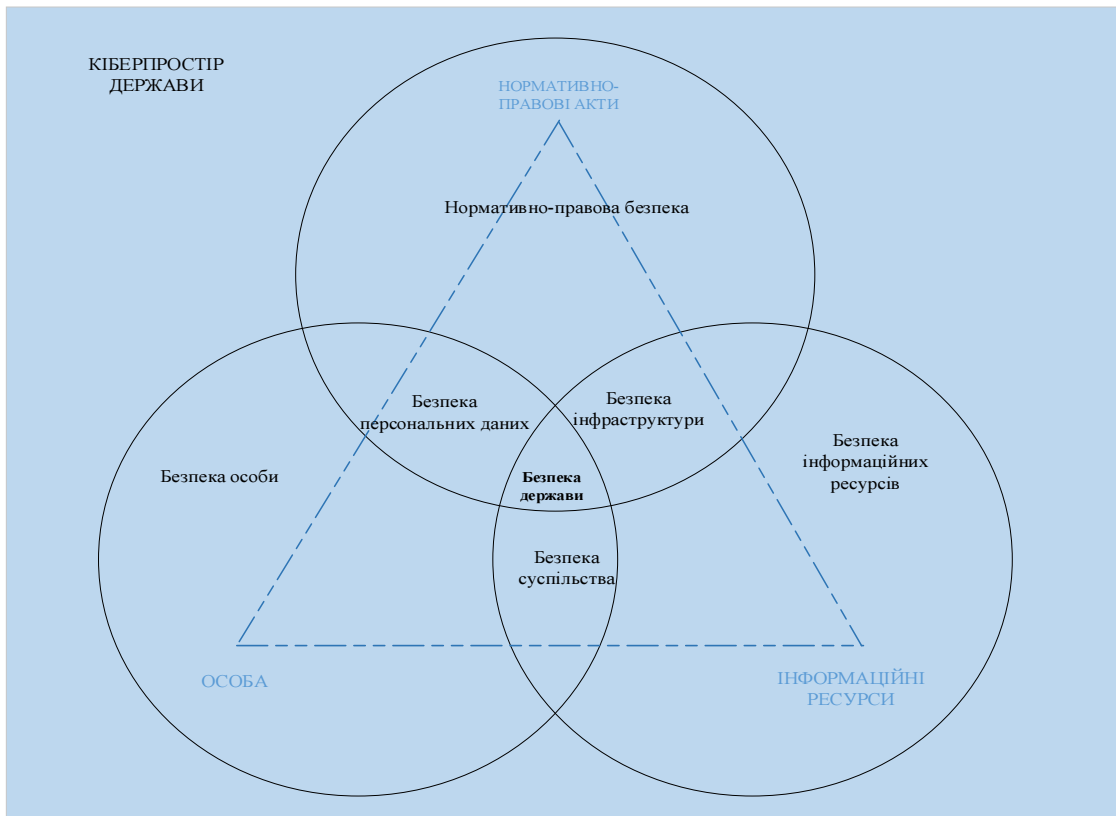 КІБЕРПРОСТІР
ДЕРЖАВИ
НОРМАТИВНО-
ПРАВОВІ АКТИ
Нормативно-правова безпека
Безпека
персональних даних
Безпека
інфраструктури
Безпека
інформаційних
ресурсів
Безпека особи
Безпека
держави
Безпека
суспільства
ОСОБА
ІНФОРМАЦІЙНІ
РЕСУРСИ